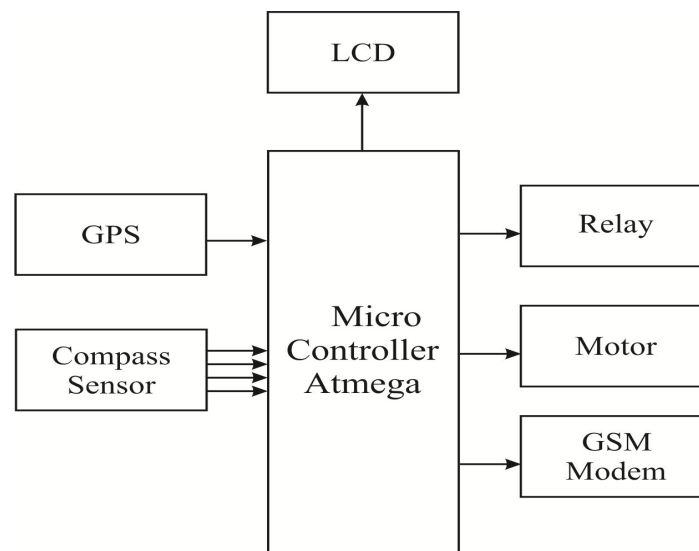 LCD
GPS
Compass
Sensor
Micro
Controller
Atmega
Relay
Motor
GSM
Modem